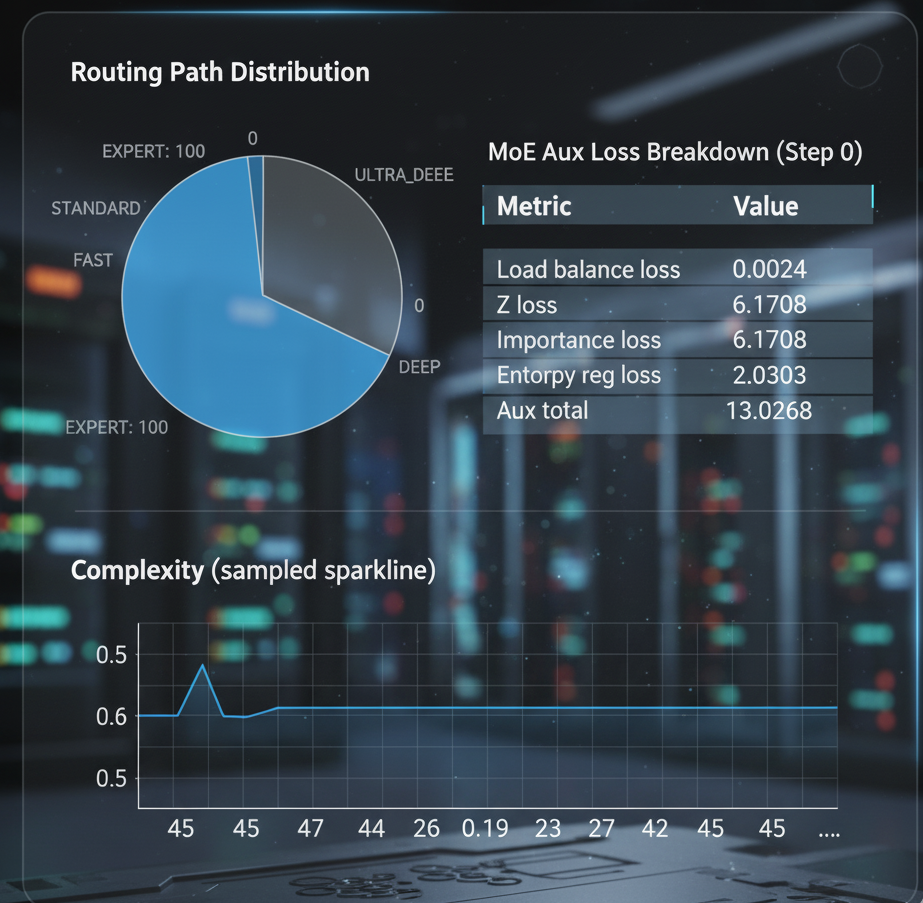 Routing Path Distribution
0
EXPERT: 100
ULTRA_DEEE
STANDARD
FAST
0
DEEP
EXPERT: 100
MoE Aux Loss Breakdown (Step 0)
Metric Value
Load balance loss 0.0024
Z loss 6.1708
Importance loss 6.1708
Entorpy reg loss 2.0303
Aux total 13.0268
Complexity (sampled sparkline)
0.5
0.6
0.5
45 45 47 44 26 0.19 23 27 42 45 45 ....